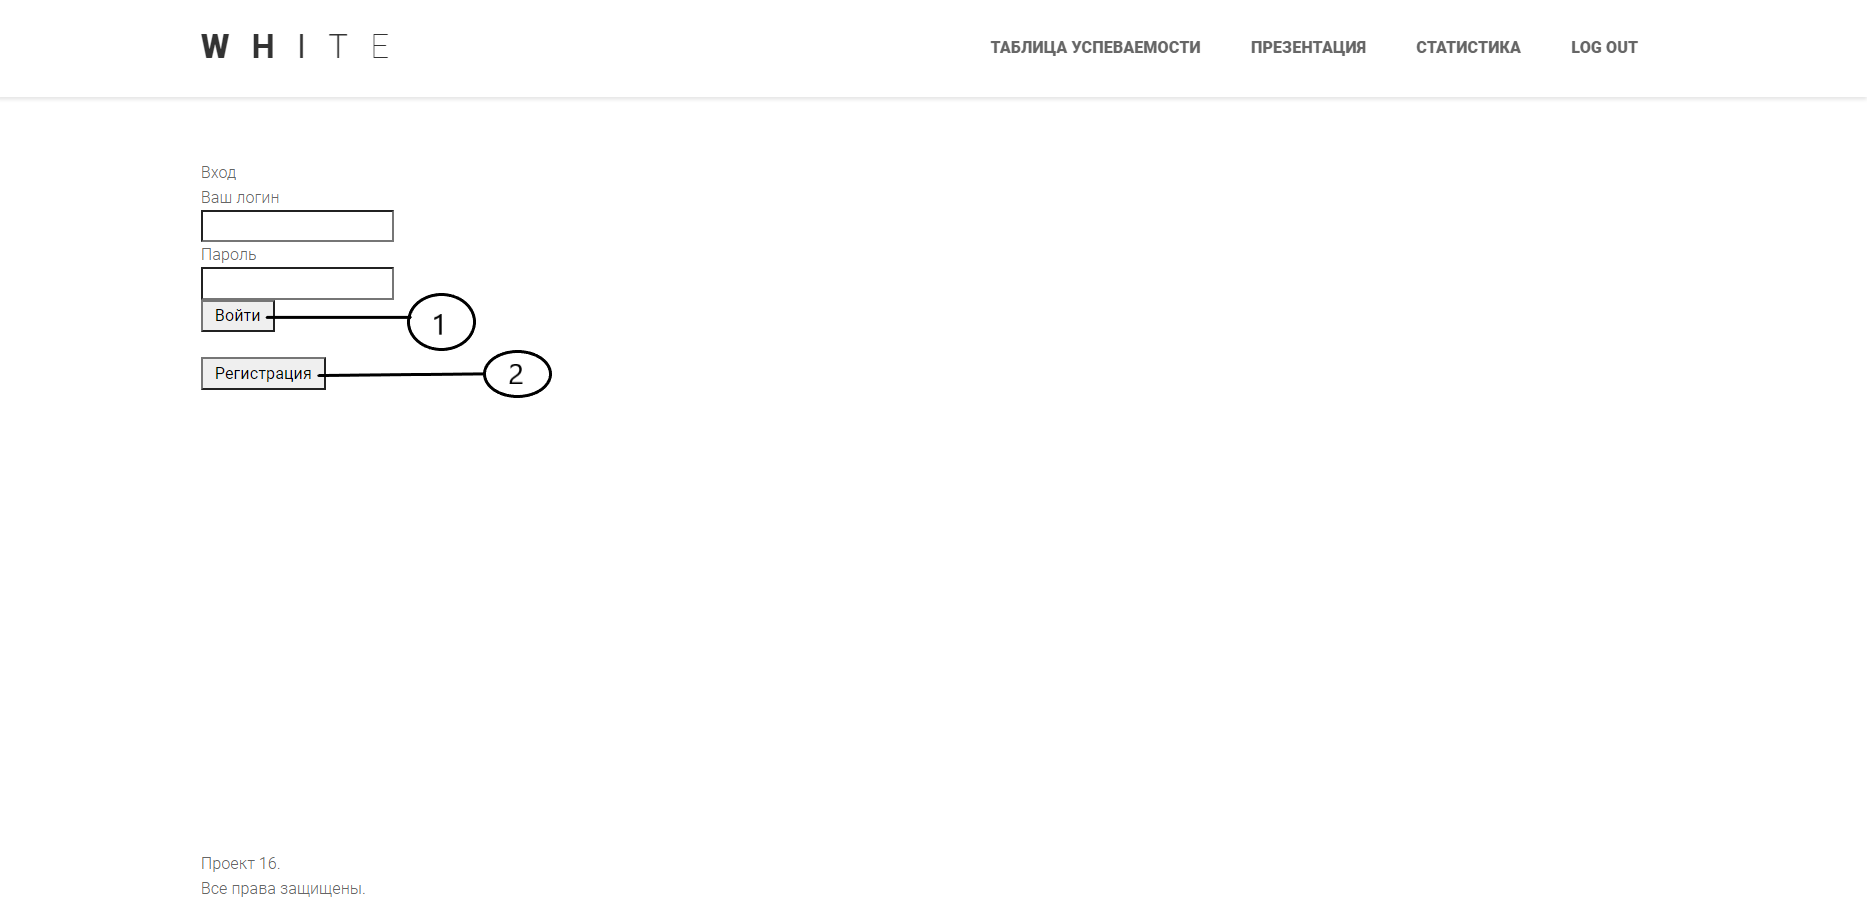 WHITE
ТАБЛИЦА УСПЕВАЕМОСТИ ПРЕЗЕНТАЦИЯ СТАТИСТИКА LOG OUT
Вход
Ваш логин
Пароль
Войти 1
Регистрация 2
Проект 16.
Все права защищены.